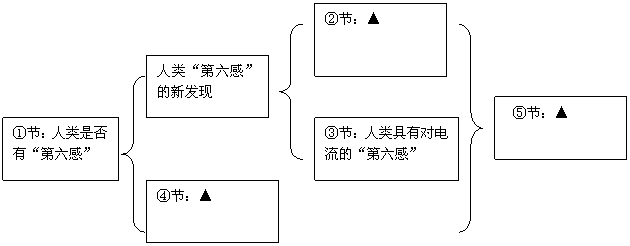 ②节：▲
人类“第六感”
的新发现
⑤节：▲
①节：人类是否
有“第六感”
③节：人类具有对电
流的“第六感”
④节：▲